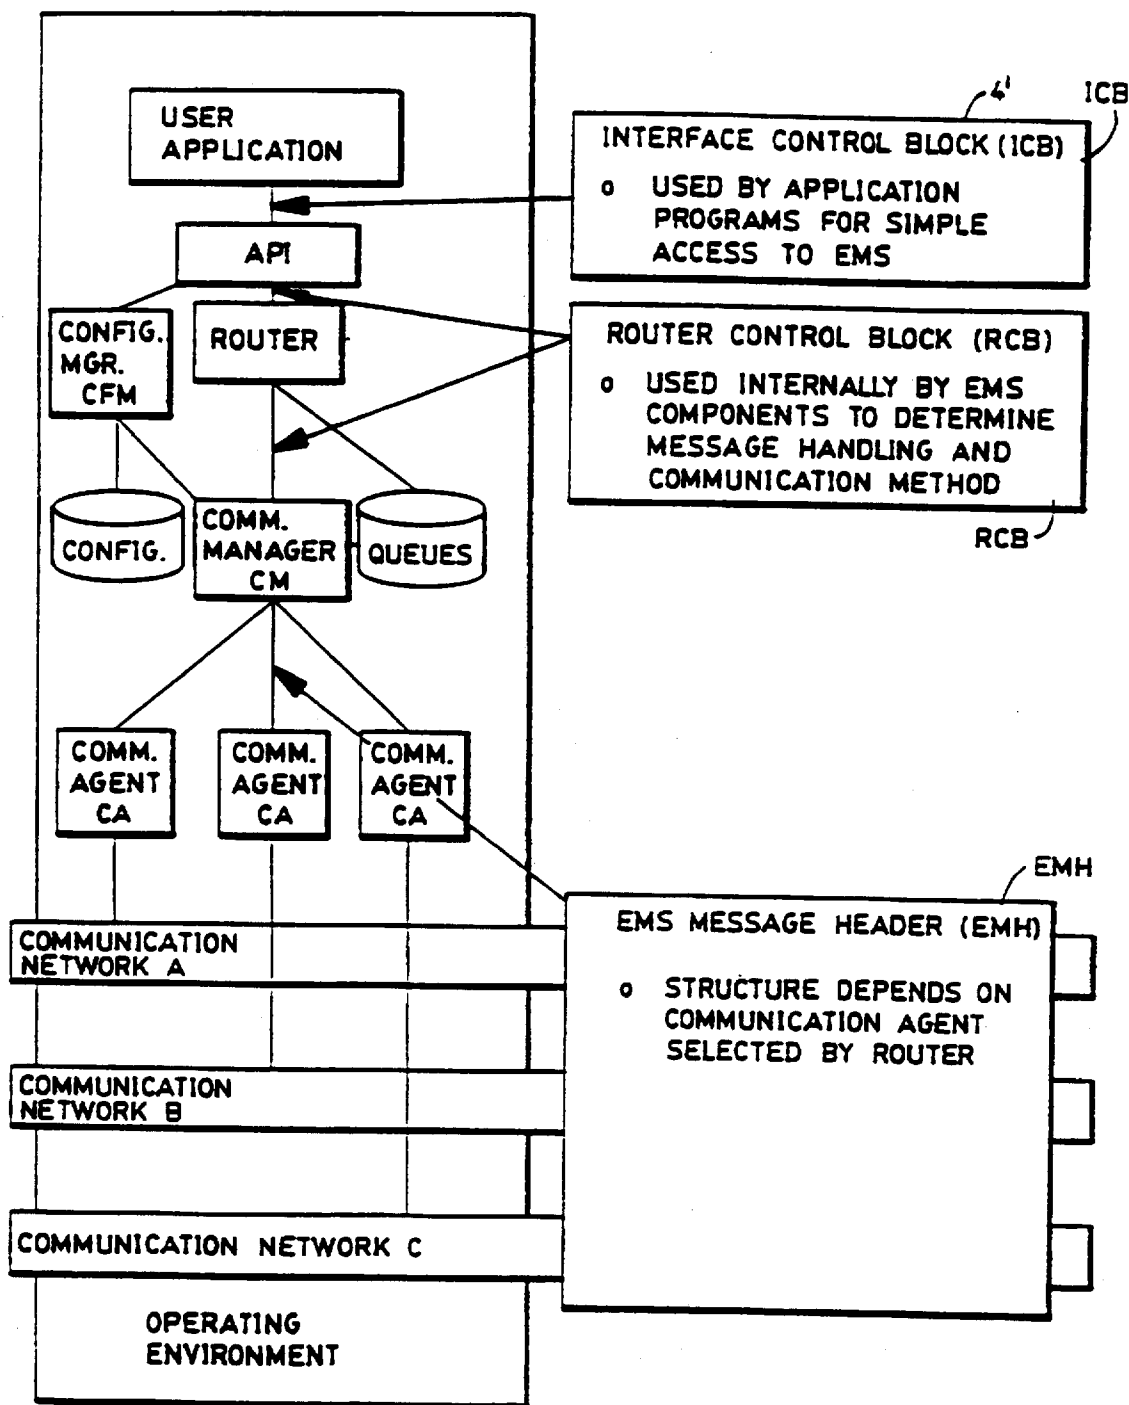 USER
APPLICATION
API
CONFIG.
MGR.
CFM
ROUTER
CONFIG.
COMM.
MANAGER
CM
QUEUES
COMM.
AGENT
CA
COMM.
AGENT
CA
COMM.
AGENT
CA
COMMUNICATION
NETWORK A
COMMUNICATION
NETWORK B
COMMUNICATION NETWORK C
OPERATING
ENVIRONMENT
4'
ICB
INTERFACE CONTROL BLOCK (ICB)
o USED BY APPLICATION
PROGRAMS FOR SIMPLE
ACCESS TO EMS
ROUTER CONTROL BLOCK (RCB)
o USED INTERNALLY BY EMS
COMPONENTS TO DETERMINE
MESSAGE HANDLING AND
COMMUNICATION METHOD
RCB
EMH
EMS MESSAGE HEADER (EMH)
o STRUCTURE DEPENDS ON
COMMUNICATION AGENT
SELECTED BY ROUTER